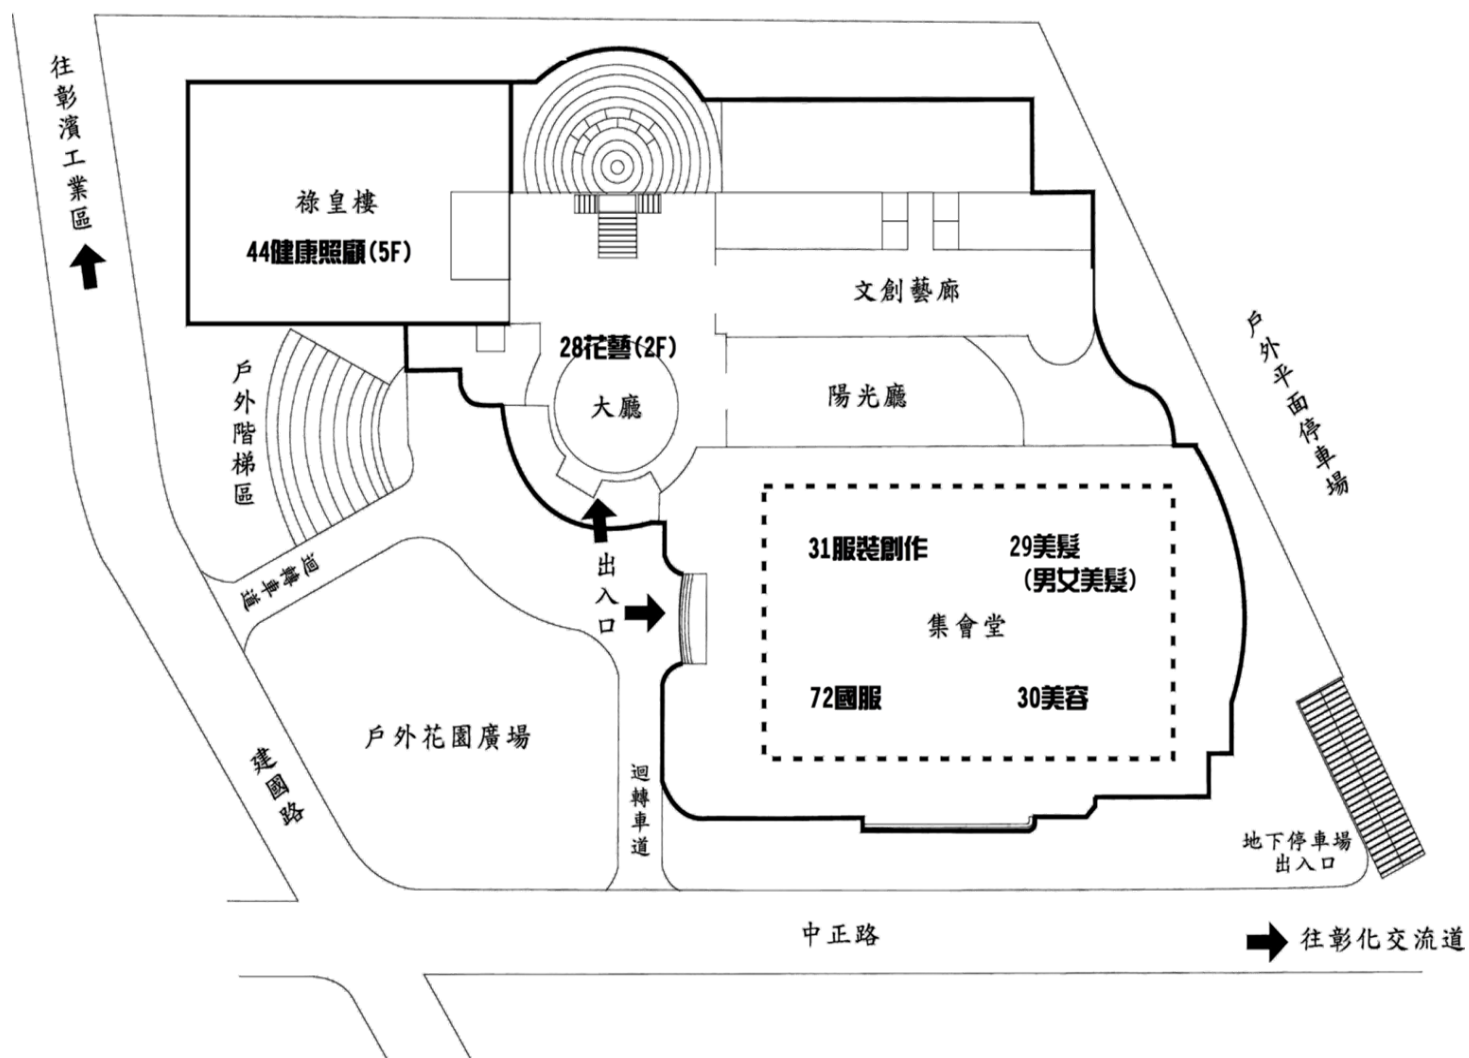 往彰濱工業區
祿皇樓
44健康照顧(5F)
文創藝廊
28花藝(2F)
大廳
陽光廳
戶外平面停車場
戶外階梯區
迴轉車道
出入口
31服裝創作
29美髮
(男女美髮)
集會堂
72國服
30美容
戶外花園廣場
建國路
迴轉車道
地下停車場
出入口
中正路
往彰化交流道